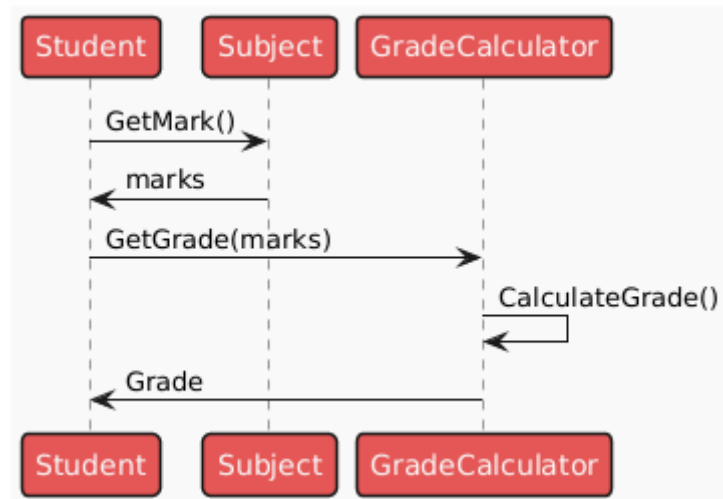 Student Subject GradeCalculator
GetMark()
marks
GetGrade(marks)
CalculateGrade()
Grade
Student Subject GradeCalculator